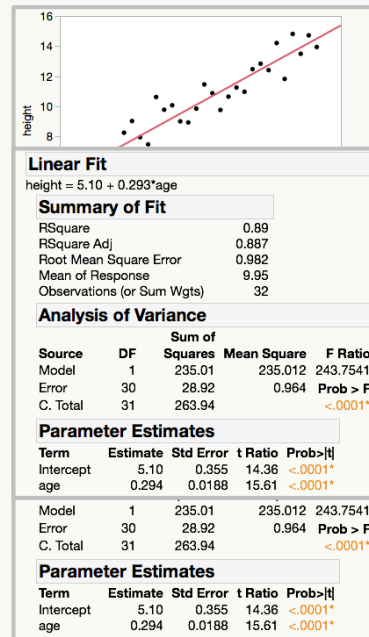 16
14
12
10
8
height
Linear Fit
height = 5.10 + 0.293*age
Summary of Fit
RSquare 0.89
RSquare Adj 0.887
Root Mean Square Error 0.982
Mean of Response 9.95
Observations (or Sum Wgts) 32
Analysis of Variance
Sum of
Source DF Squares Mean Square F Ratio
Model 1 235.01 235.012 243.7541
Error 30 28.92 0.964 Prob > F
C. Total 31 263.94 <.0001*
Parameter Estimates
Term Estimate Std Error t Ratio Prob>|t|
Intercept 5.10 0.355 14.36 <.0001*
age 0.294 0.0188 15.61 <.0001*
Model 1 235.01 235.012 243.7541
Error 30 28.92 0.964 Prob > F
C. Total 31 263.94 <.0001*
Parameter Estimates
Term Estimate Std Error t Ratio Prob>|t|
Intercept 5.10 0.355 14.36 <.0001*
age 0.294 0.0188 15.61 <.0001*